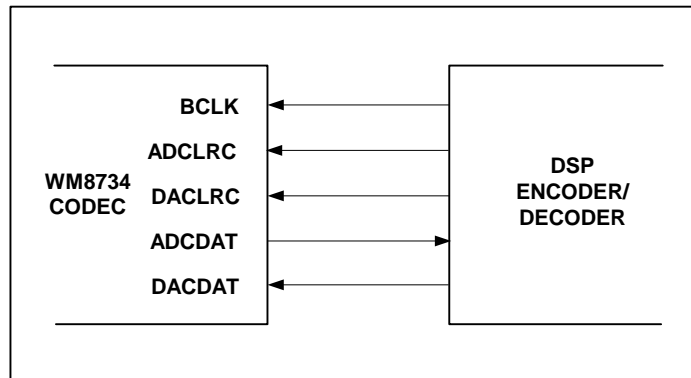 BCLK
ADCLRC
WM8734
CODEC
DACLRC
ADCDAT
DACDAT
DSP
ENCODER/
DECODER